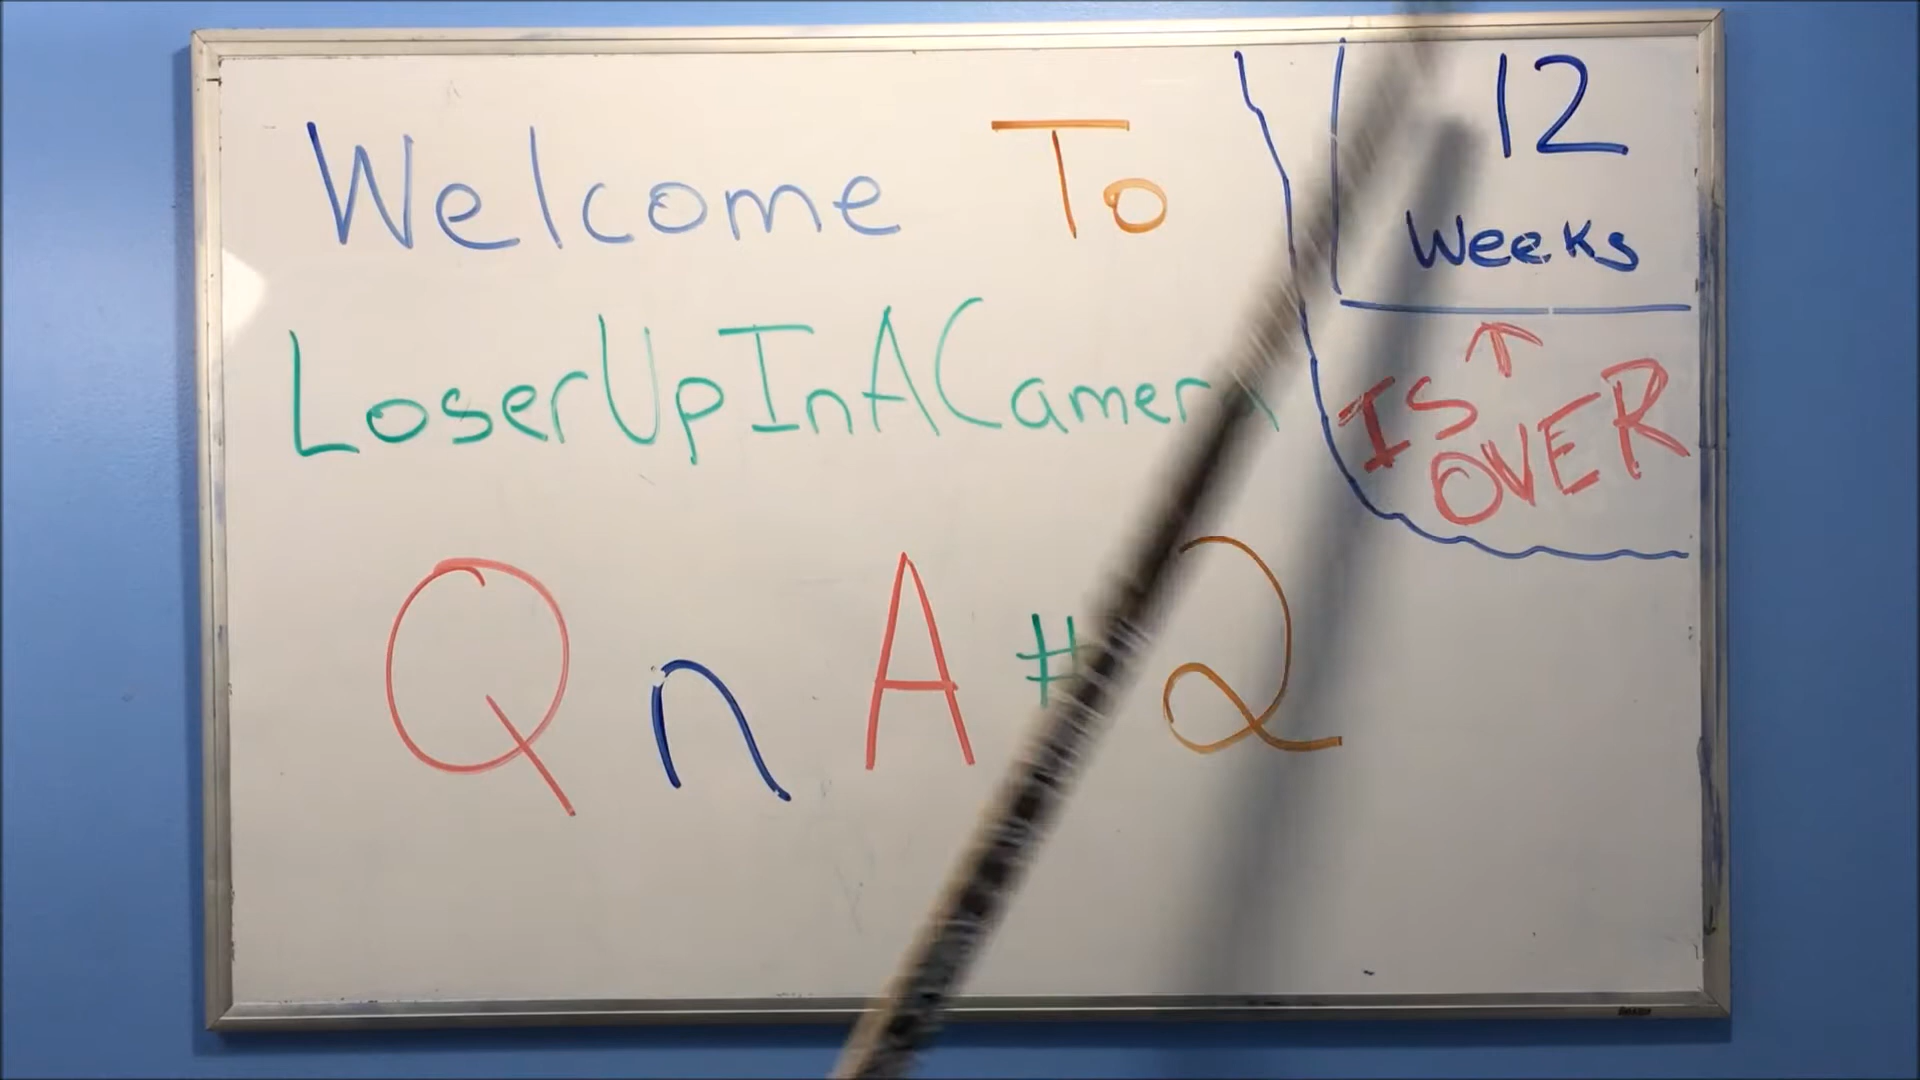 Welcome To
LoserUpInACamera
QnA #2
12
Weeks
IS
OVER